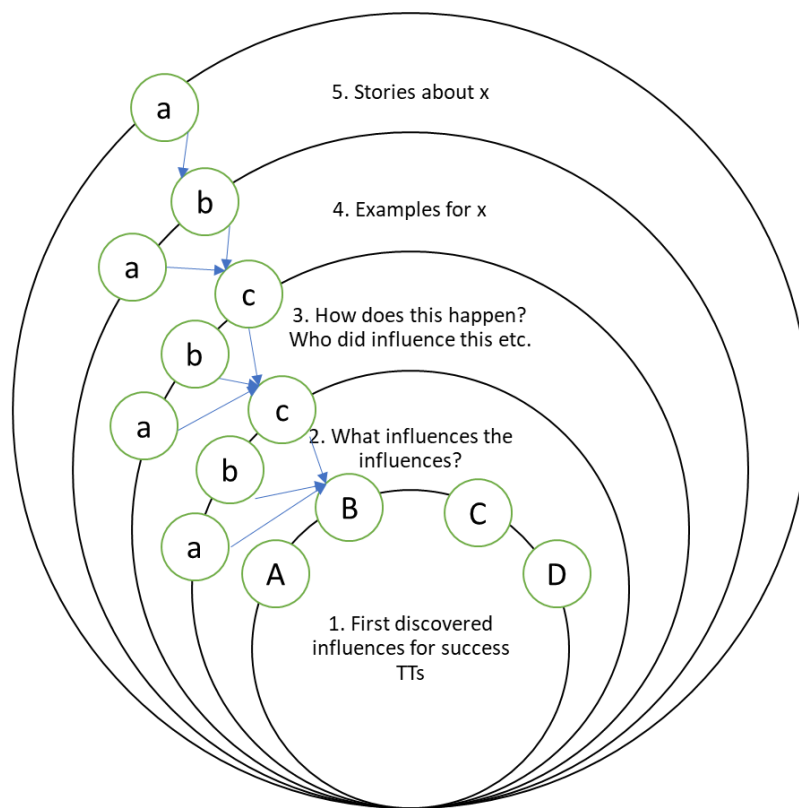 5. Stories about x
a
b
4. Examples for x
a
c
3. How does this happen?
Who did influence this etc.
b
c
a
2. What influences the
influences?
b
B
C
a
A
D
1. First discovered
influences for success
TTs